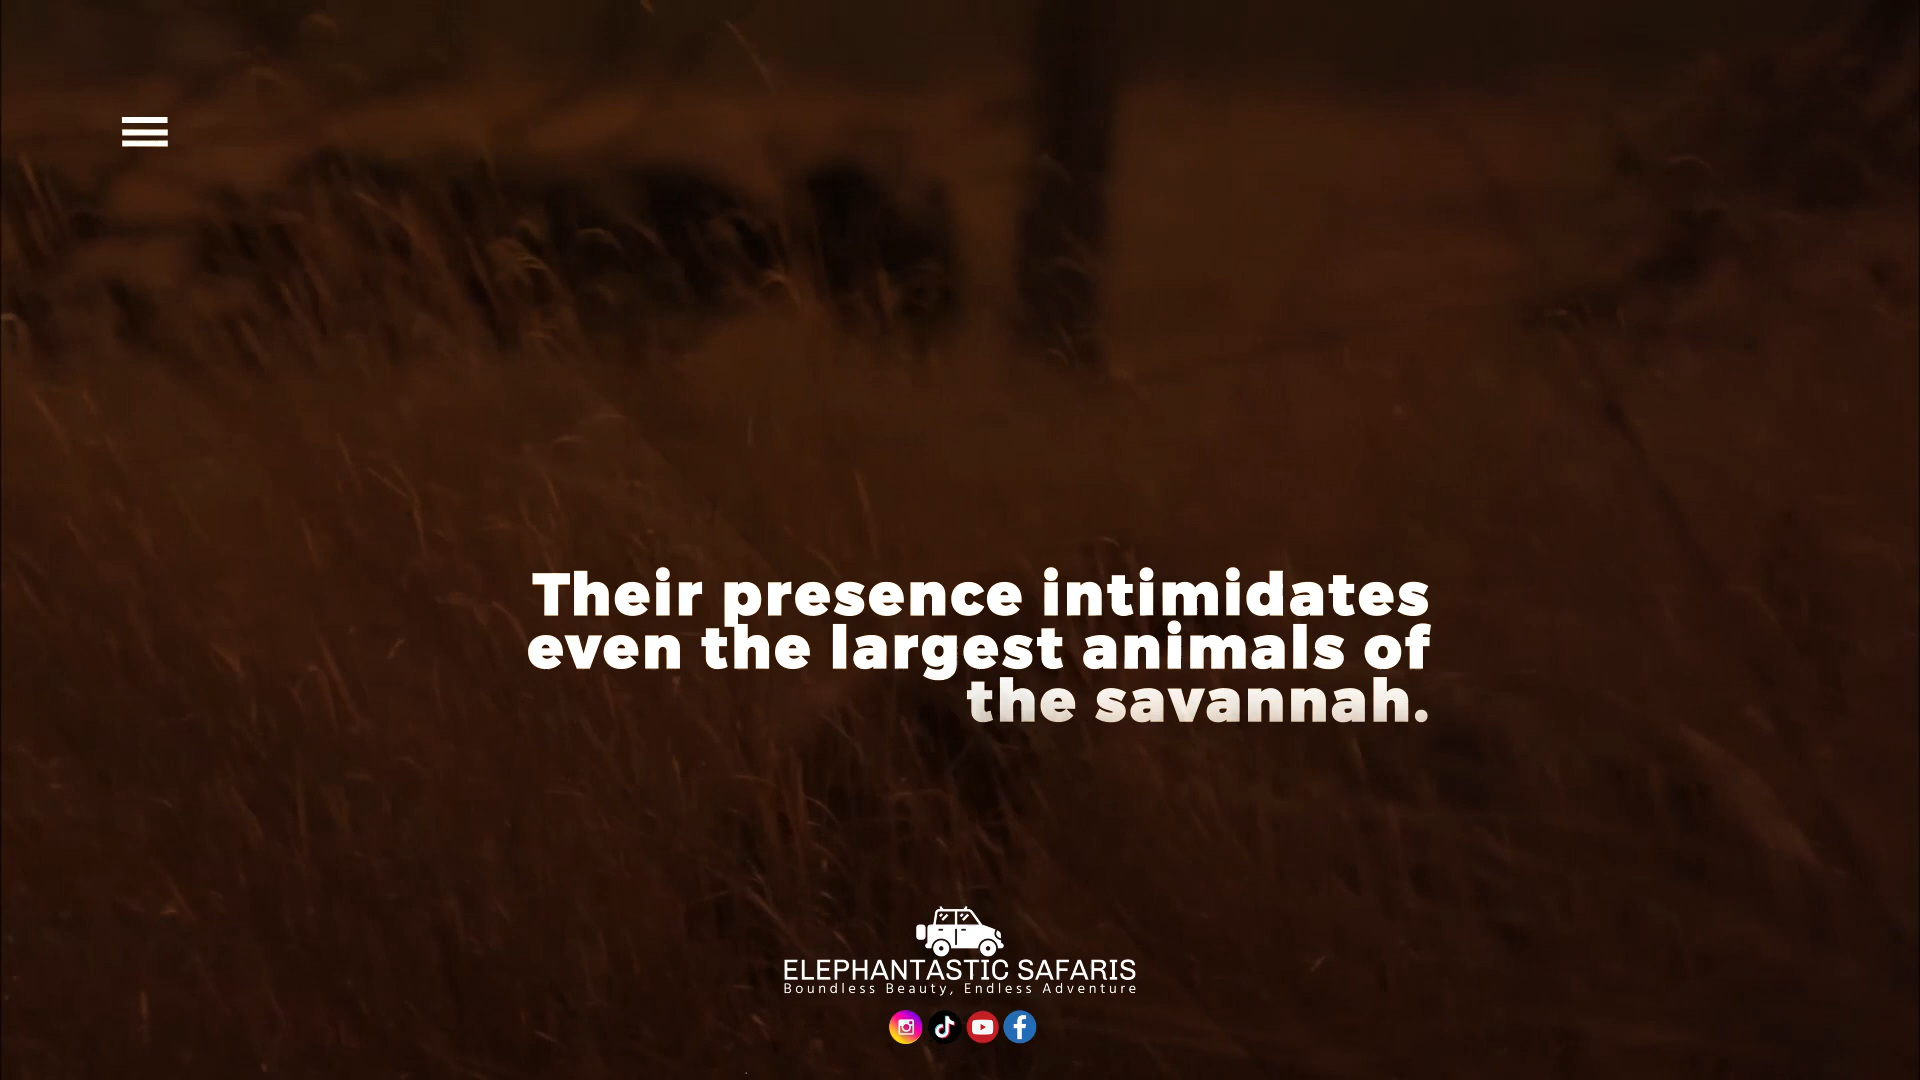 Their presence intimidates
even the largest animals of
the savannah.
ELEPHANTASTIC SAFARIS
Boundless Beauty, Endless Adventure